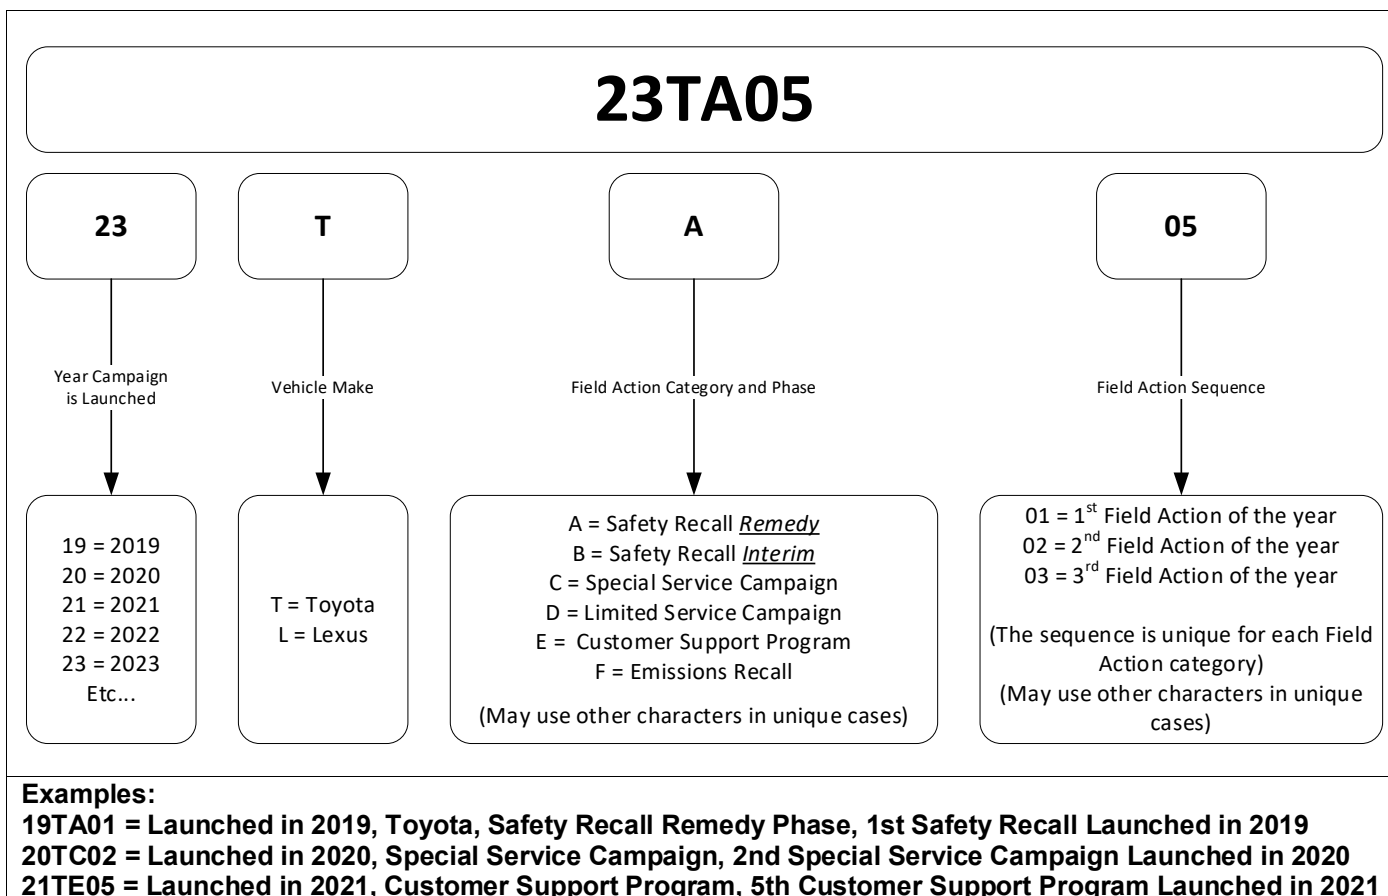 23TA05
23
T
A
05
Year Campaign
is Launched
Vehicle Make
Field Action Category and Phase
Field Action Sequence
19 = 2019
20 = 2020
21 = 2021
22 = 2022
23 = 2023
Etc...
T = Toyota
L = Lexus
A = Safety Recall Remedy
B = Safety Recall Interim
C = Special Service Campaign
D = Limited Service Campaign
E = Customer Support Program
F = Emissions Recall
(May use other characters in unique cases)
01 = 1st Field Action of the year
02 = 2nd Field Action of the year
03 = 3rd Field Action of the year
(The sequence is unique for each Field
Action category)
(May use other characters in unique
cases)
Examples:
19TA01 = Launched in 2019, Toyota, Safety Recall Remedy Phase, 1st Safety Recall Launched in 2019
20TC02 = Launched in 2020, Special Service Campaign, 2nd Special Service Campaign Launched in 2020
21TE05 = Launched in 2021, Customer Support Program, 5th Customer Support Program Launched in 2021